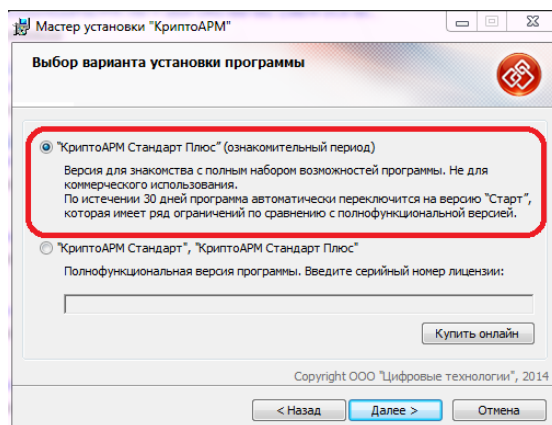 Мастер установки "КриптоАРМ"
Выбор варианта установки программы
"КриптоАРМ Стандарт Плюс" (ознакомительный период)
Версия для знакомства с полным набором возможностей программы. Не для
коммерческого использования.
По истечении 30 дней программа автоматически переключится на версию "Старт",
которая имеет ряд ограничений по сравнению с полнофункциональной версией.
"КриптоАРМ Стандарт", "КриптоАРМ Стандарт Плюс"
Полнофункциональная версия программы. Введите серийный номер лицензии:
Купить онлайн
Copyright ООО "Цифровые технологии", 2014
< Назад Далее > Отмена